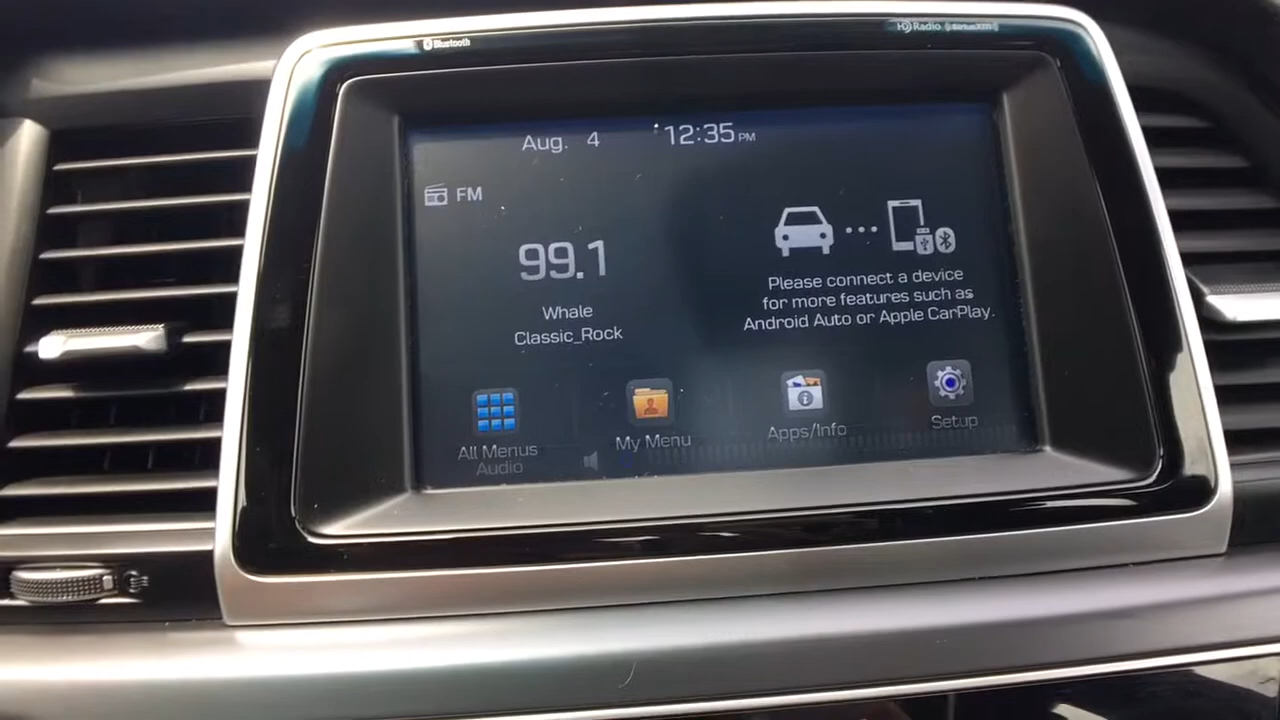 Bluetooth
HD Radio (SiriusXM)
Aug. 4 12:35 PM
FM
99.1
Whale
Classic_Rock
Please connect a device
for more features such as
Android Auto or Apple CarPlay.
All Menus
Audio
My Menu
Apps/Info
Setup